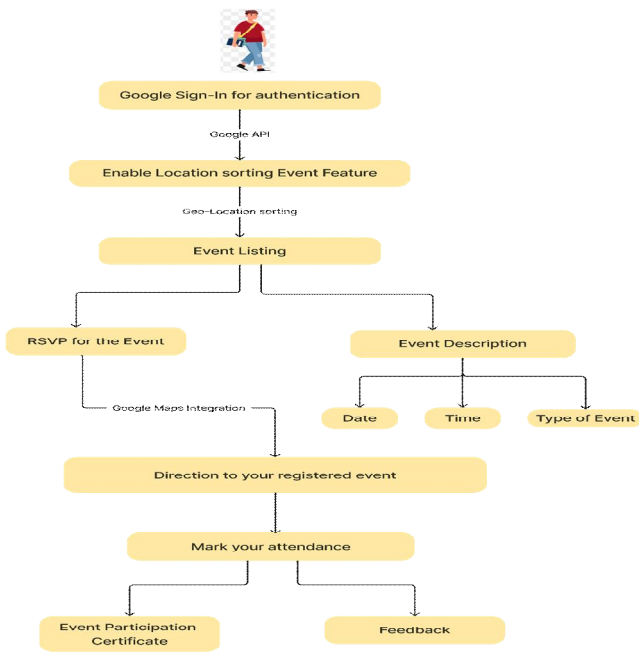 Google Sign-In for authentication
Google API
Enable Location sorting Event Feature
Geo-Location sorting
Event Listing
RSVP for the Event
Event Description
Google Maps Integration
Date
Time
Type of Event
Direction to your registered event
Mark your attendance
Event Participation
Certificate
Feedback